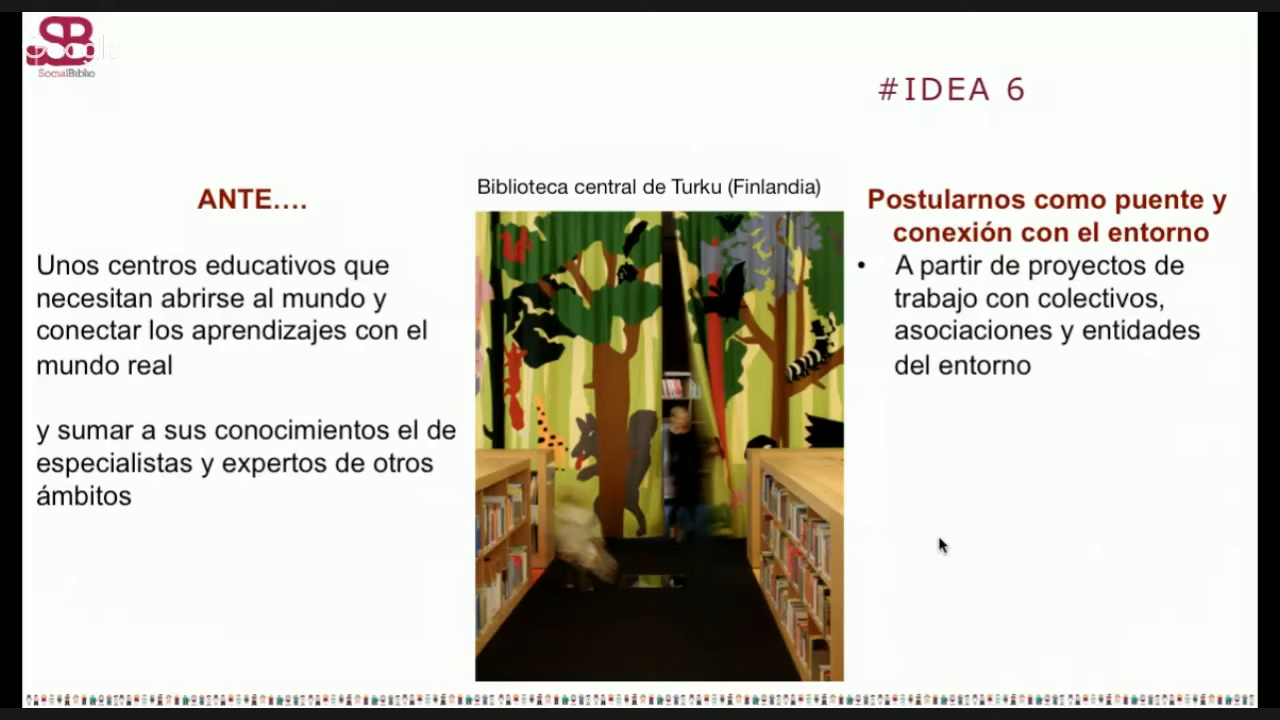 SB
Google
SocialBiblio
#IDEA 6
ANTE....
Unos centros educativos que
necesitan abrirse al mundo y
conectar los aprendizajes con el
mundo real
y sumar a sus conocimientos el de
especialistas y expertos de otros
ámbitos
Biblioteca central de Turku (Finlandia)
Postularnos como puente y
conexión con el entorno
• A partir de proyectos de
trabajo con colectivos,
asociaciones y entidades
del entorno